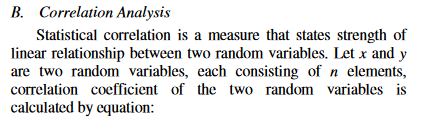 B. Correlation Analysis
Statistical correlation is a measure that states strength of
linear relationship between two random variables. Let x and y
are two random variables, each consisting of n elements,
correlation coefficient of the two random variables is
calculated by equation: